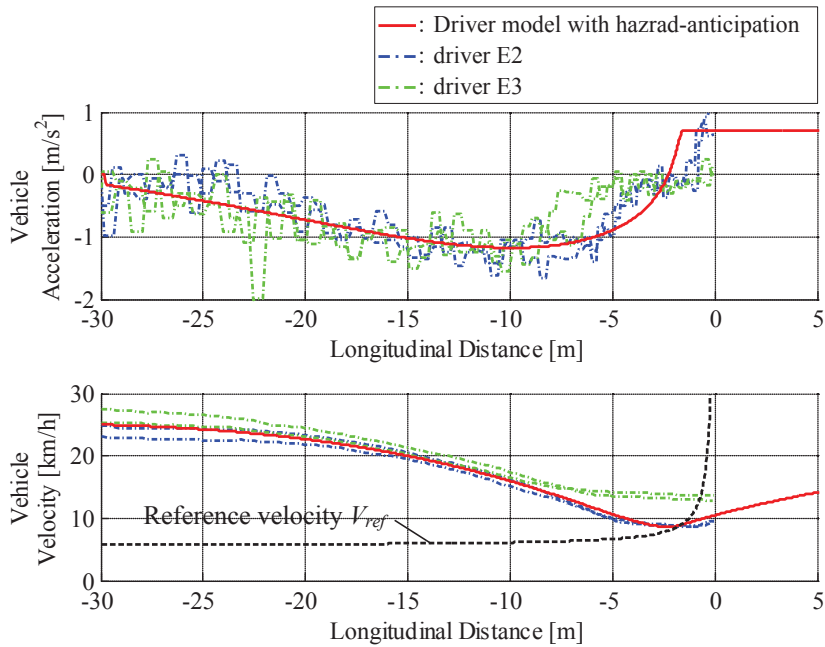 : Driver model with hazrad-anticipation
: driver E2
: driver E3
Vehicle
Acceleration [m/s²]
1
0
-1
-2
-30 -25 -20 -15 -10 -5 0 5
Longitudinal Distance [m]
Vehicle
Velocity [km/h]
30
20
10
0
Reference velocity Vref
-30 -25 -20 -15 -10 -5 0 5
Longitudinal Distance [m]